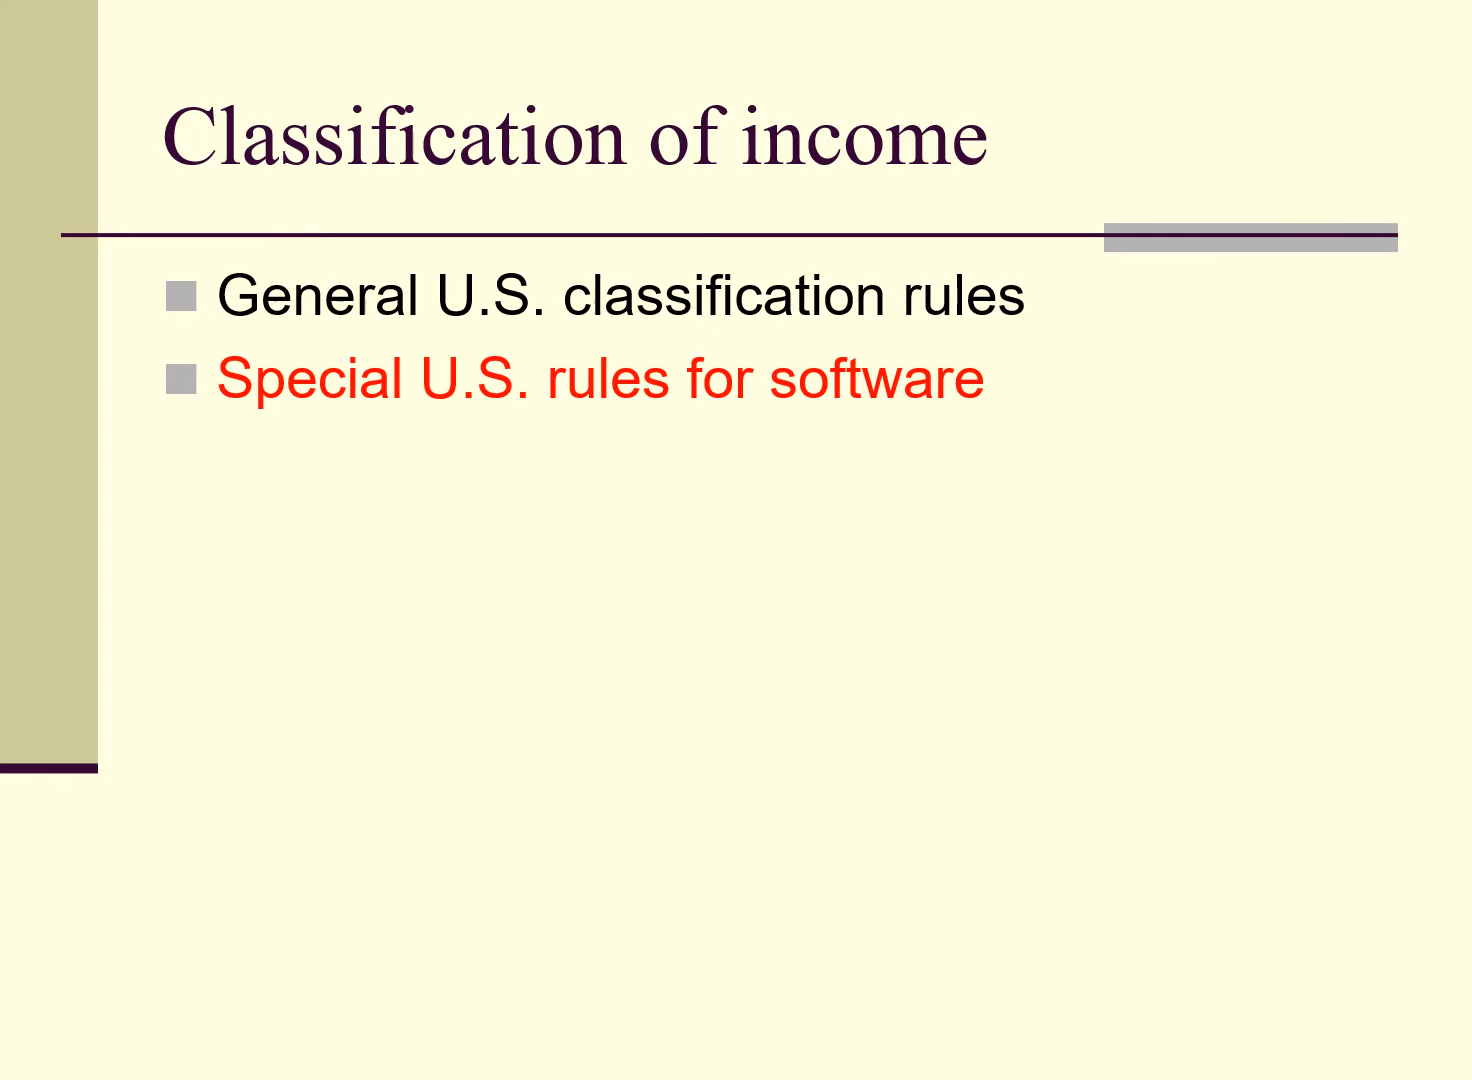 Classification of income
General U.S. classification rules
Special U.S. rules for software